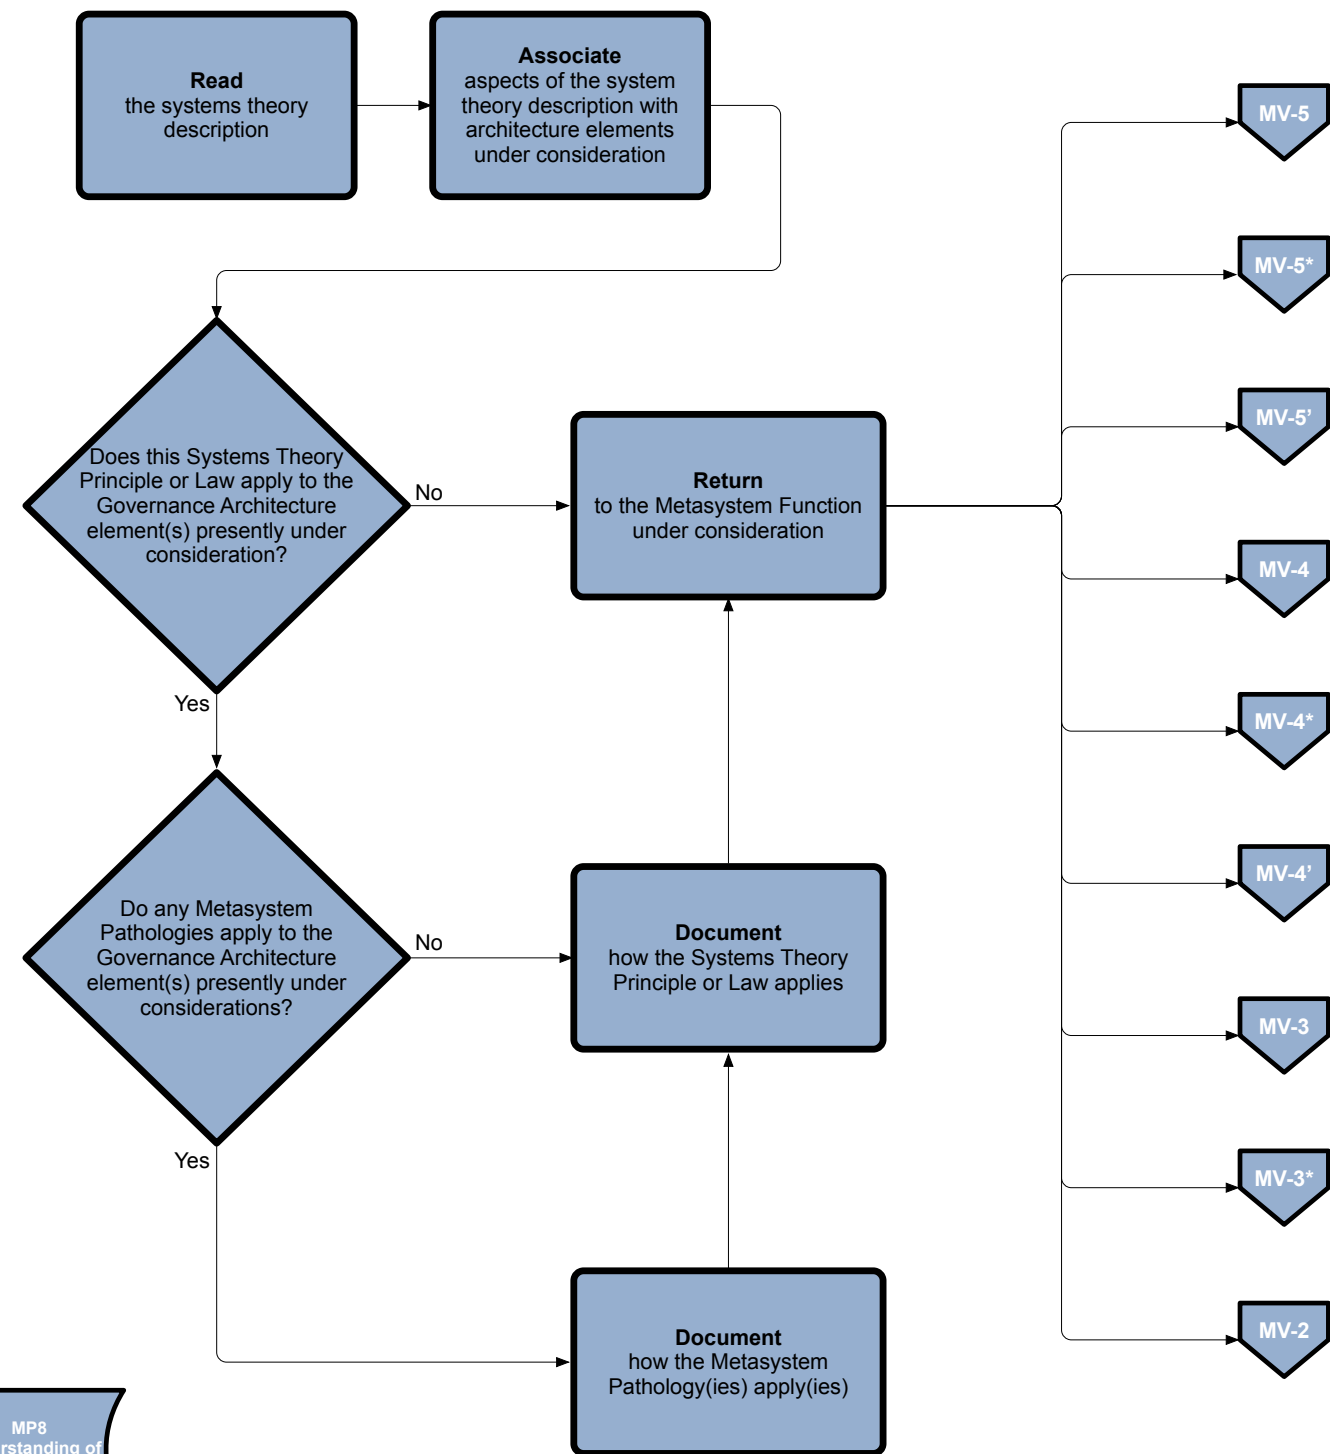 Read
the systems theory
description
Associate
aspects of the system
theory description with
architecture elements
under consideration
Does this Systems Theory
Principle or Law apply to the
Governance Architecture
element(s) presently under
consideration?
No
Yes
Return
to the Metasystem Function
under consideration
Do any Metasystem
Pathologies apply to the
Governance Architecture
element(s) presently under
considerations?
No
Yes
Document
how the Systems Theory
Principle or Law applies
Document
how the Metasystem
Pathology(ies) apply(ies)
MV-5
MV-5*
MV-5’
MV-4
MV-4*
MV-4’
MV-3
MV-3*
MV-2
MP8
of